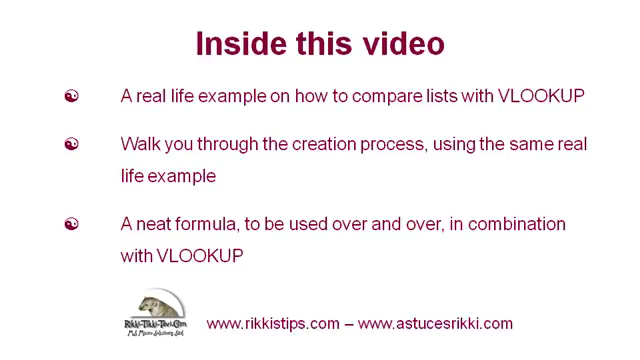 Inside this video
☯ A real life example on how to compare lists with VLOOKUP
☯ Walk you through the creation process, using the same real
life example
☯ A neat formula, to be used over and over, in combination
with VLOOKUP
www.rikkistips.com – www.astucesrikki.com